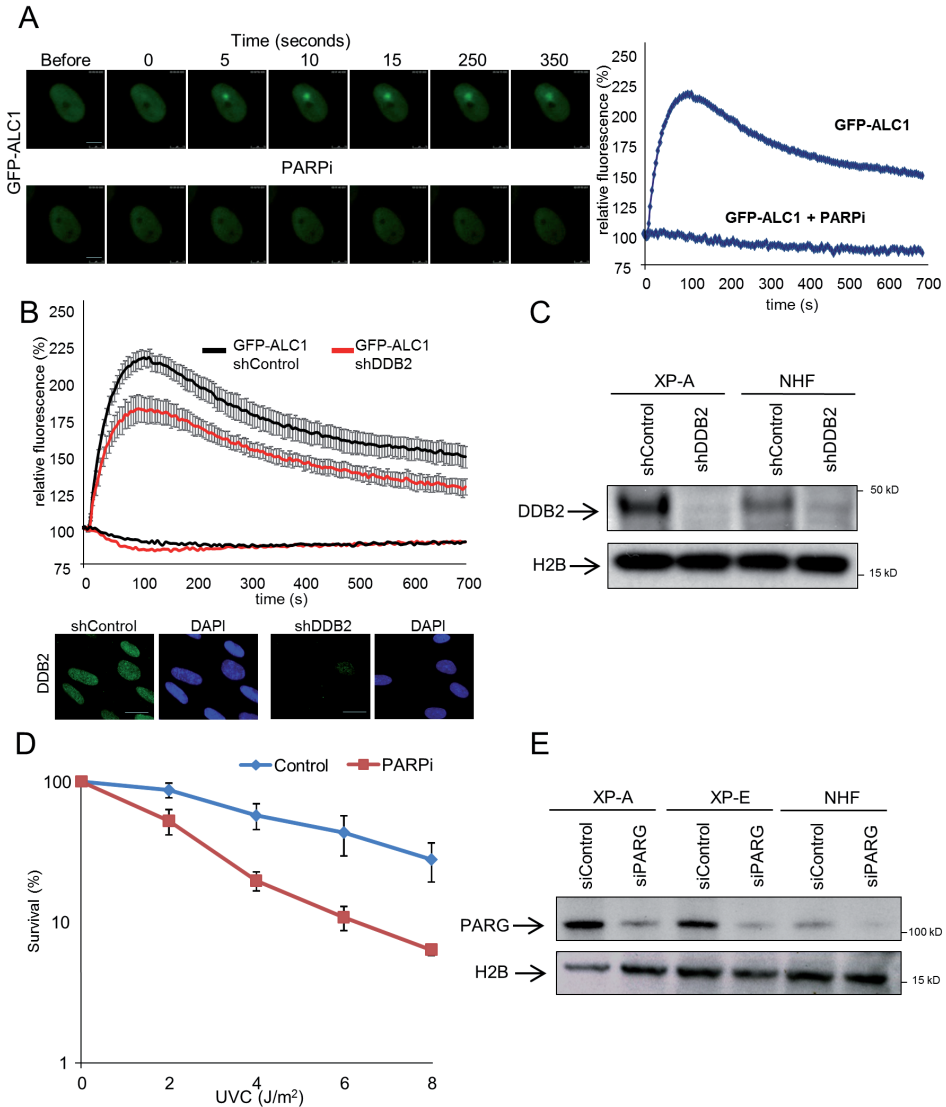 A
Time (seconds)
Before 0 5 10 15 250 350
GFP-ALC1
PARPi
relative fluorescence (%)
250
225
200
175
150
125
100
75
GFP-ALC1
GFP-ALC1 + PARPi
0 100 200 300 400 500 600 700
time (s)
B
relative fluorescence (%)
250
225
200
175
150
125
100
75
GFP-ALC1 shControl
GFP-ALC1 shDDB2
0 100 200 300 400 500 600 700
time (s)
shControl DAPI shDDB2 DAPI
DDB2
C
XP-A NHF
shControl shDDB2 shControl shDDB2
DDB2
50 kD
H2B
15 kD
D
Control PARPi
Survival (%)
100
10
1
0 2 4 6 8
UVC (J/m²)
E
XP-A XP-E NHF
siControl siPARG siControl siPARG siControl siPARG
PARG
100 kD
H2B
15 kD